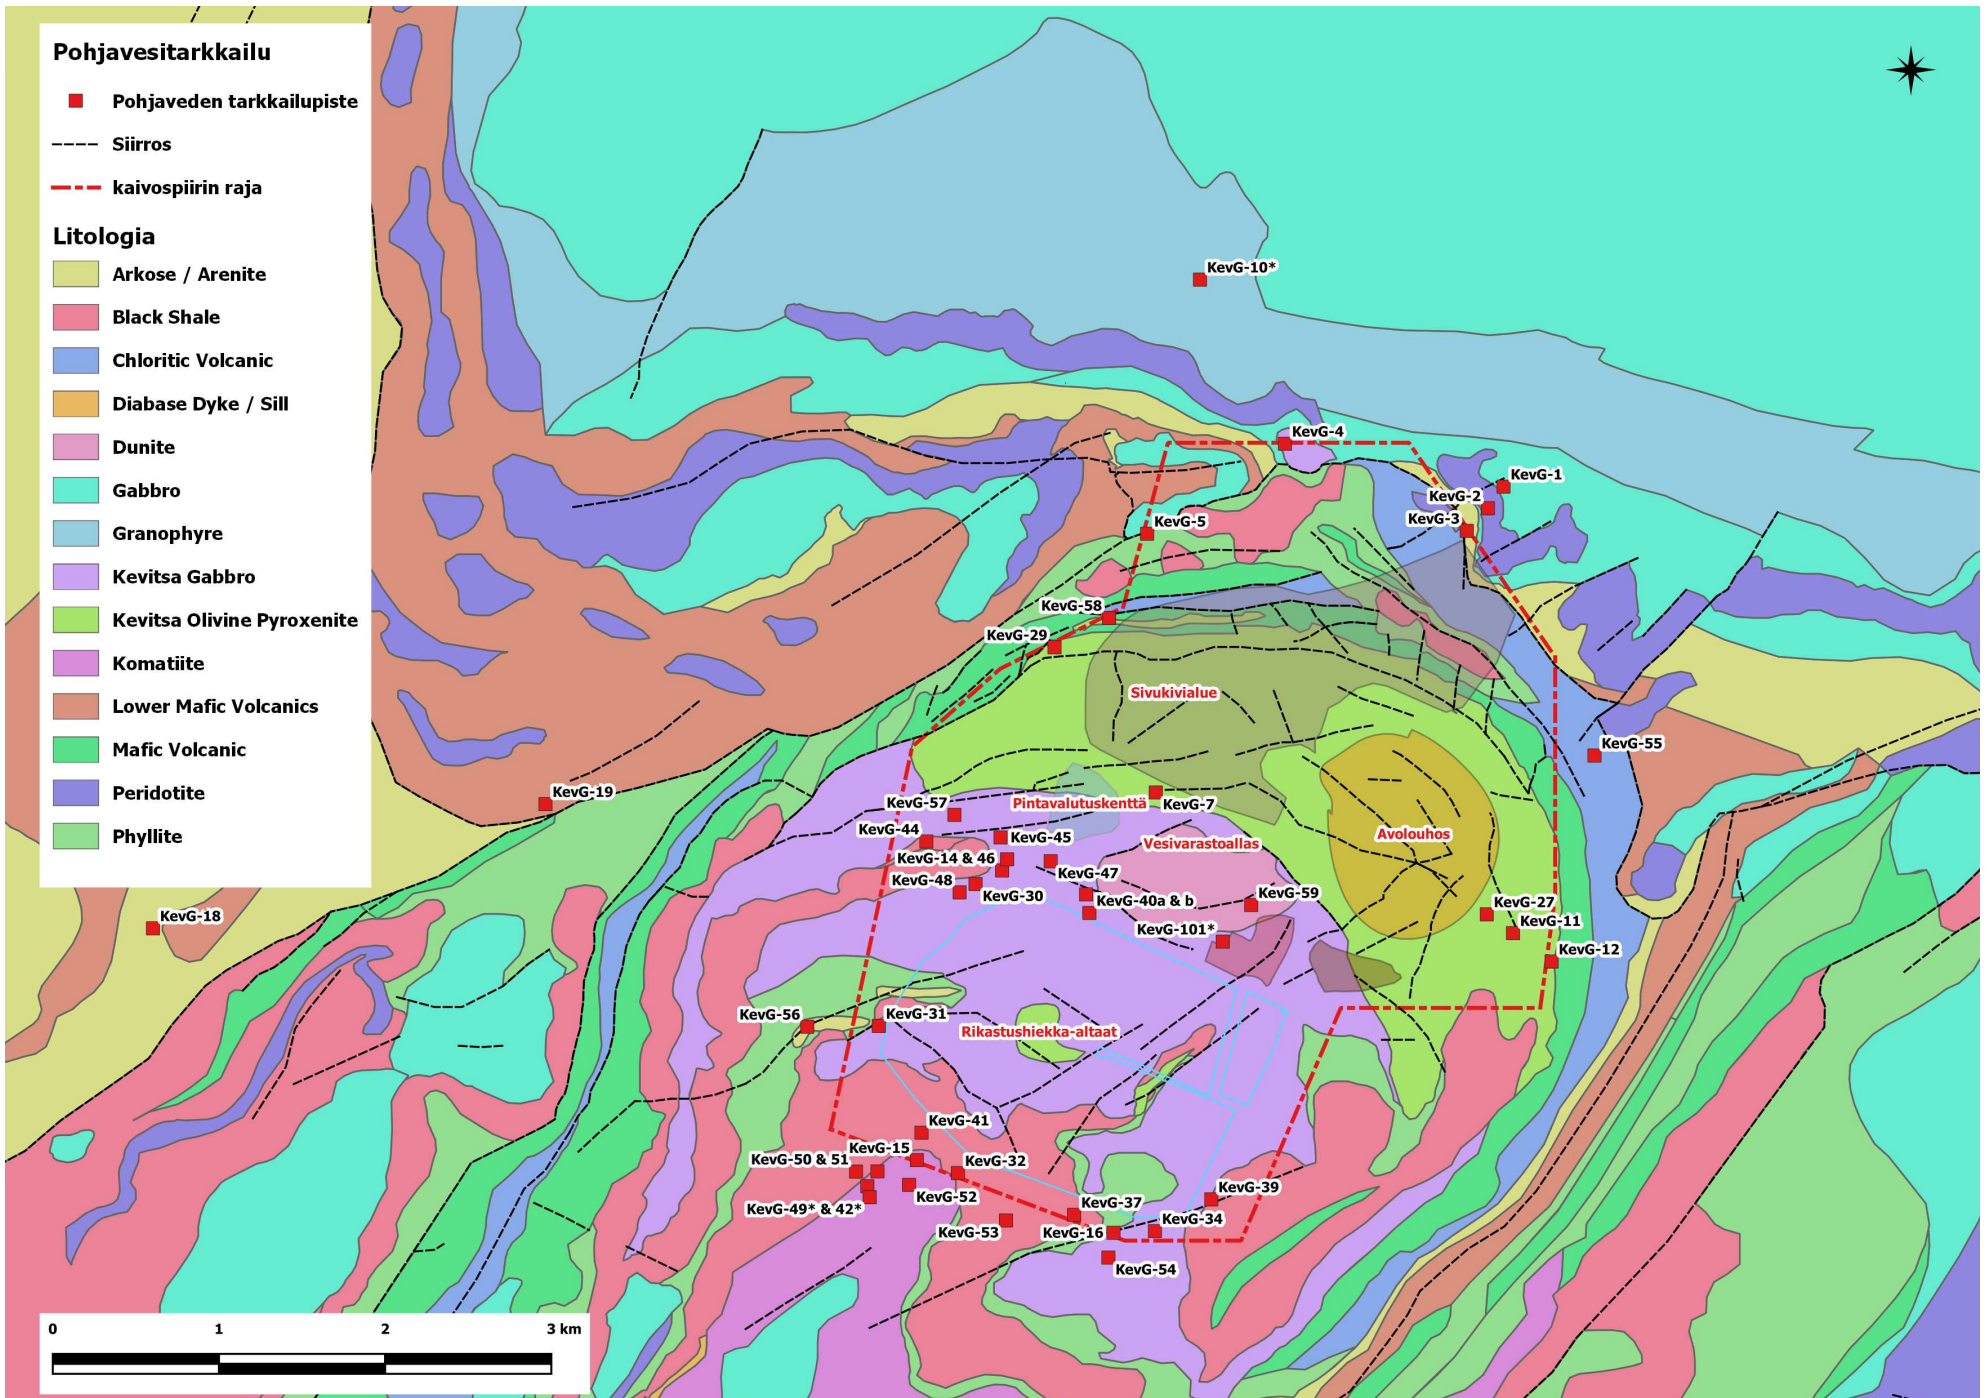 Pohjavesitarkkailu
Pohjaveden tarkkailupiste
Siirros
kaivospiirin raja
Litologia
Arkose / Arenite
Black Shale
Chloritic Volcanic
Diabase Dyke / Sill
Dunite
Gabbro
Granophyre
Kevitsa Gabbro
Kevitsa Olivine Pyroxenite
Komatiite
Lower Mafic Volcanics
Mafic Volcanic
Peridotite
Phyllite
KevG-10*
KevG-4
KevG-1
KevG-2
KevG-3
KevG-5
KevG-58
KevG-29
Sivukivialue
KevG-55
KevG-19
KevG-57
Pintavalutuskenttä
KevG-7
KevG-44
KevG-45
Vesivarastoallas
Avolouhos
KevG-14 & 46
KevG-47
KevG-48
KevG-30
KevG-40a & b
KevG-59
KevG-27
KevG-18
KevG-11
KevG-101*
KevG-12
KevG-56
KevG-31
Rikastushiekka-altaat
KevG-41
KevG-15
KevG-50 & 51
KevG-32
KevG-52
KevG-39
KevG-49* & 42*
KevG-37
KevG-34
KevG-53
KevG-16
KevG-54
0 1 2 3 km